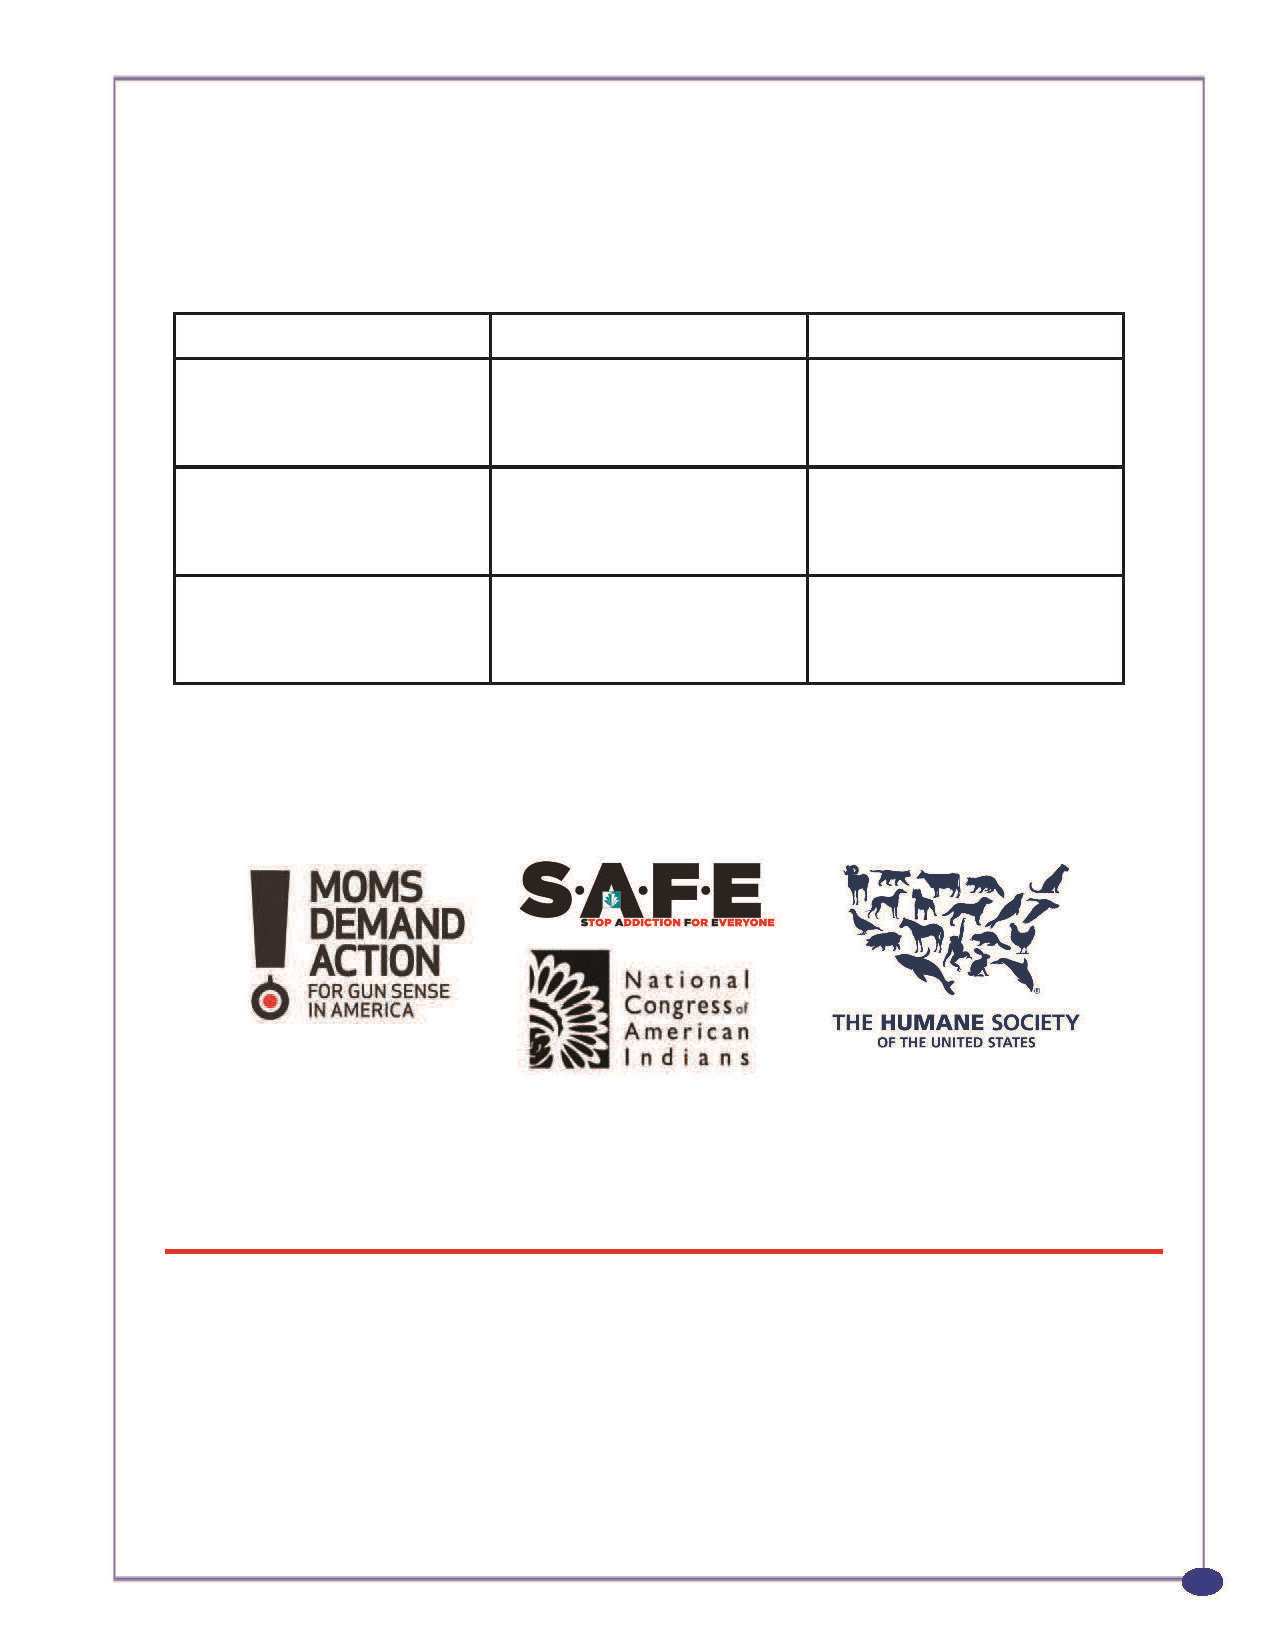 MOMS
DEMAND
ACTION
FOR GUN SENSE
IN AMERICA
S·A·F·E
STOP ADDICTION FOR EVERYONE
National
Congress of
American
Indians
®
THE HUMANE SOCIETY
OF THE UNITED STATES